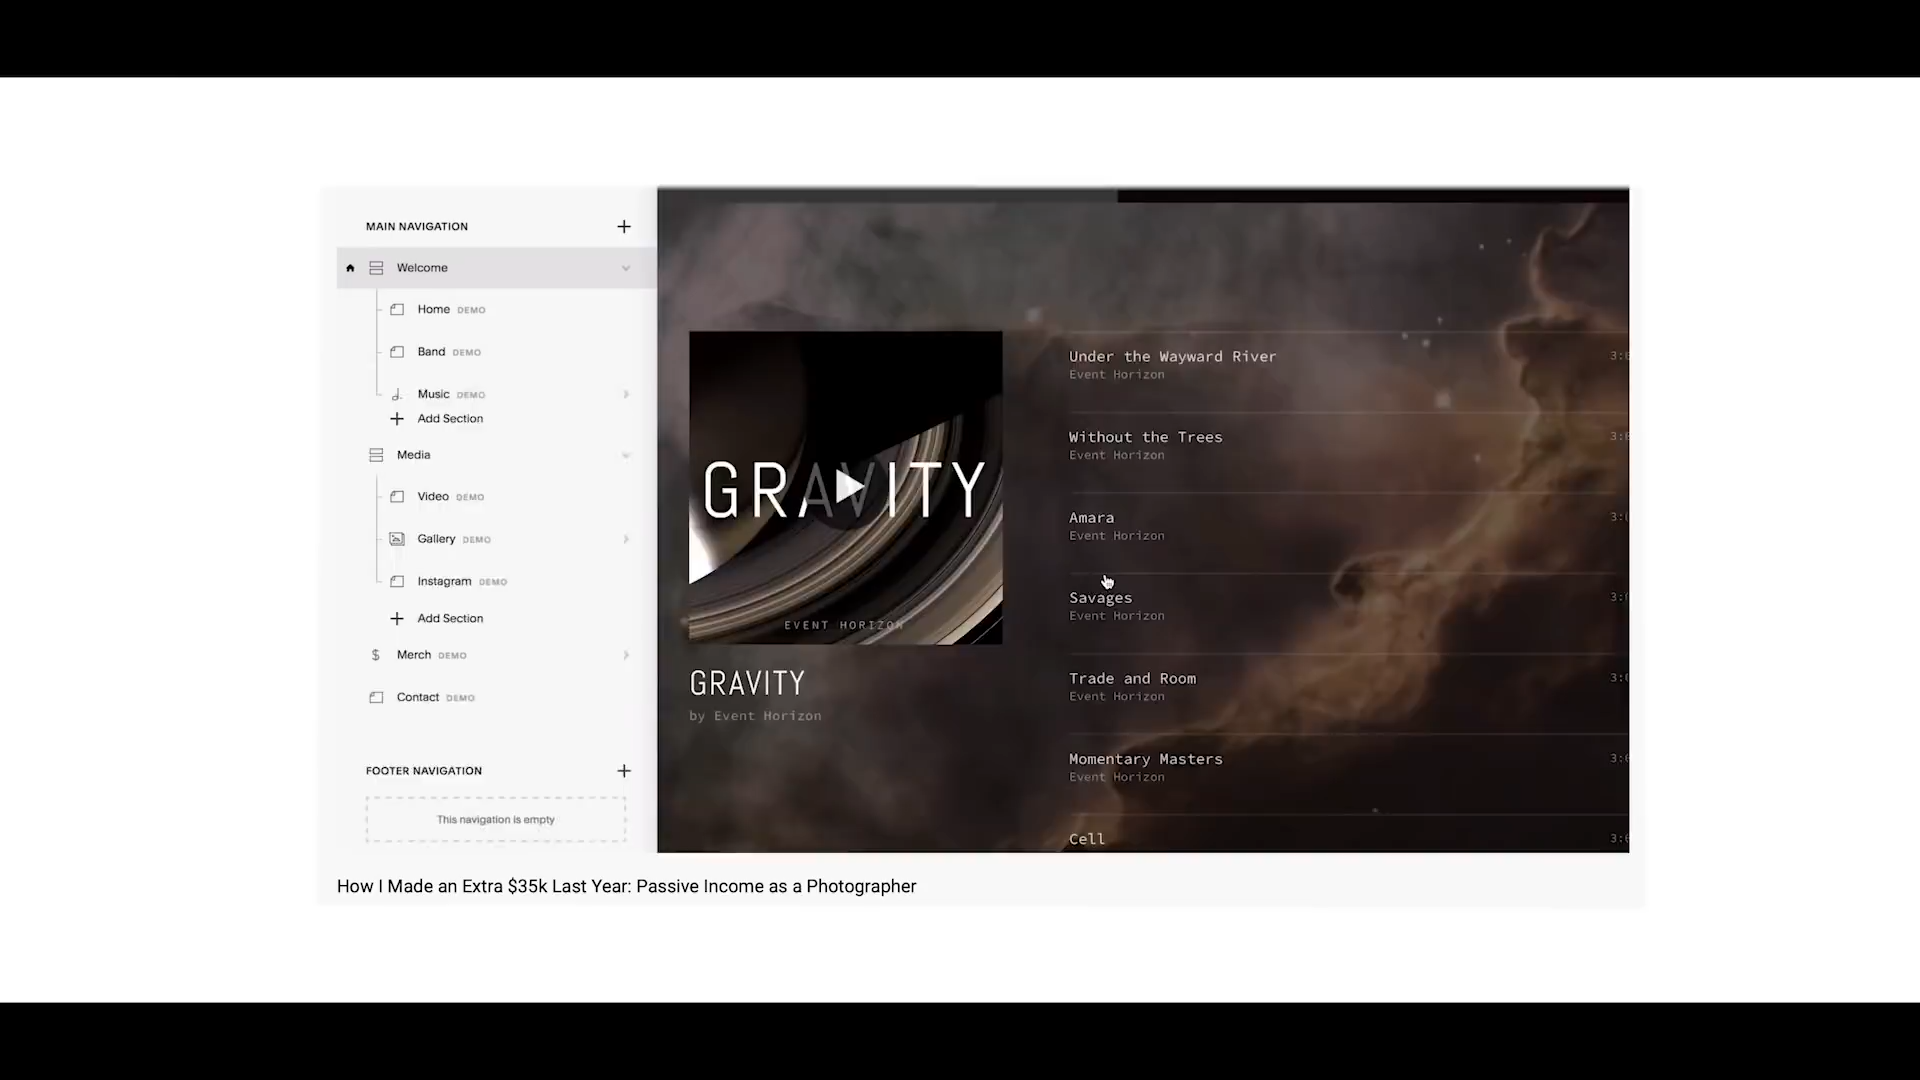 MAIN NAVIGATION
Welcome
Home DEMO
Band DEMO
Music DEMO
Add Section
Media
Video DEMO
Gallery DEMO
Instagram DEMO
Add Section
Merch DEMO
Contact DEMO
FOOTER NAVIGATION
This navigation is empty
GRAVITY
EVENT HORIZON
GRAVITY
by Event Horizon
Under the Wayward River
Event Horizon
Without the Trees
Event Horizon
Amara
Event Horizon
Savages
Event Horizon
Trade and Room
Event Horizon
Momentary Masters
Event Horizon
Cell
How I Made an Extra $35k Last Year: Passive Income as a Photographer